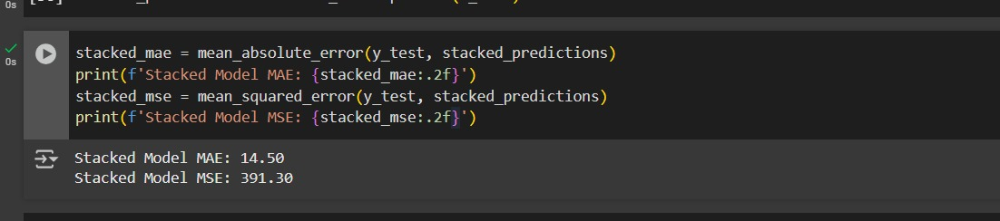 0s
0s
stacked_mae = mean_absolute_error(y_test, stacked_predictions)
print(f'Stacked Model MAE: {stacked_mae:.2f}')
stacked_mse = mean_squared_error(y_test, stacked_predictions)
print(f'Stacked Model MSE: {stacked_mse:.2f}')
Stacked Model MAE: 14.50
Stacked Model MSE: 391.30